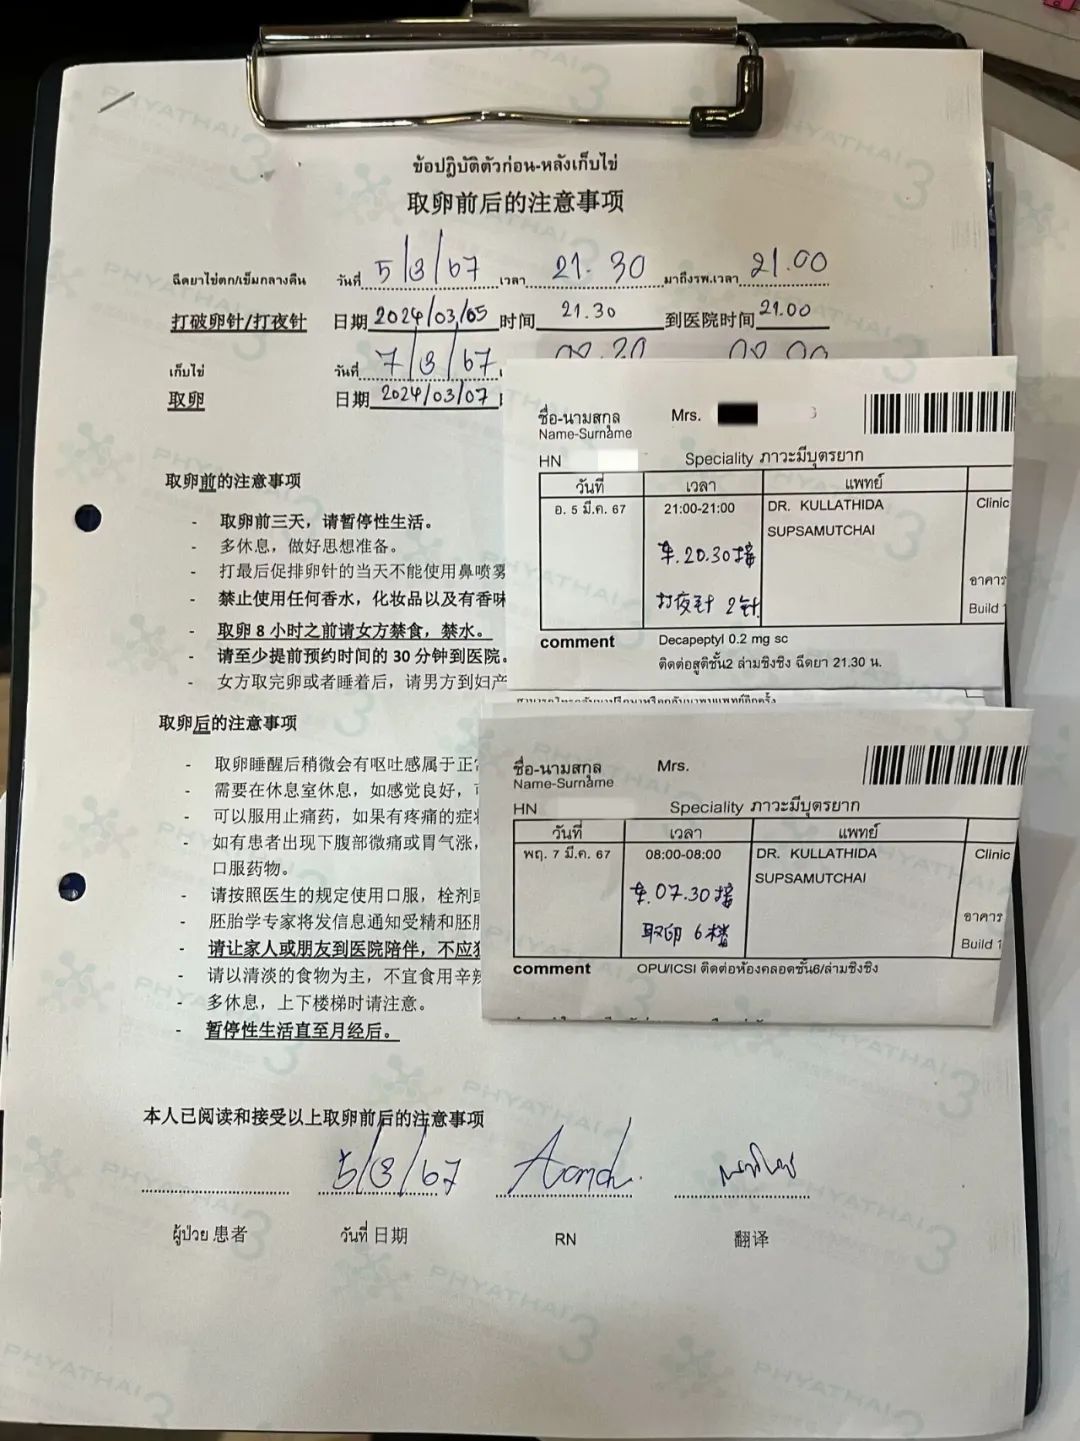 ข้อปฏิบัติตัวก่อน-หลังเก็บไข่
取卵前后的注意事项
ฉีดยาไข่ตก/เข็มกลางคืน วันที่ 5/3/67 เวลา 21.30 มาถึงรพ.เวลา 21.00
打破卵针/打夜针 日期 2024/03/05 时间 21.30 到医院时间 21.00
เก็บไข่ วันที่ 7/3/67
取卵 日期 2024/03/07
取卵前的注意事项
- 取卵前三天，请暂停性生活。
- 多休息，做好思想准备。
- 打最后促排卵针的当天不能使用鼻喷雾
- 禁止使用任何香水，化妆品以及有香味
- 取卵 8 小时之前请女方禁食，禁水。
- 请至少提前预约时间的 30 分钟到医院。
- 女方取完卵或者睡着后，请男方到妇产
取卵后的注意事项
- 取卵睡醒后稍微会有呕吐感属于正常
- 需要在休息室休息，如感觉良好，
- 可以服用止痛药，如果有疼痛的症状
- 如有患者出现下腹部微痛或胃气涨，
口服药物。
- 请按照医生的规定使用口服，栓剂或
- 胚胎学专家将发信息通知受精和胚胎
- 请让家人或朋友到医院陪伴，不应独
- 请以清淡的食物为主，不宜食用辛辣
- 多休息，上下楼梯时请注意。
- 暂停性生活直至月经后。
本人已阅读和接受以上取卵前后的注意事项
5/3/67
ผู้ป่วย 患者 วันที่ 日期 RN 翻译
ชื่อ-นามสกุล Mrs.
Name-Surname
HN Speciality ภาวะมีบุตรยาก
วันที่ เวลา แพทย์
อ. 5 มี.ค. 67 21:00-21:00 DR. KULLATHIDA Clinic
SUPSAMUTCHAI
车.20.30接
อาคาร
打夜针 2针 Build 1
comment Decapeptyl 0.2 mg sc
ติดต่อสูติชั้น2 ล่ามชิงชิง ฉีดยา 21.30 น.
ชื่อ-นามสกุล Mrs.
Name-Surname
HN Speciality ภาวะมีบุตรยาก
วันที่ เวลา แพทย์
พฤ. 7 มี.ค. 67 08:00-08:00 DR. KULLATHIDA Clinic
SUPSAMUTCHAI
车.07.30接
อาคาร
取卵 6楼 Build 1
comment OPU/ICSI ติดต่อห้องคลอดชั้น6/ล่ามชิงชิง
PHYATHAI 3